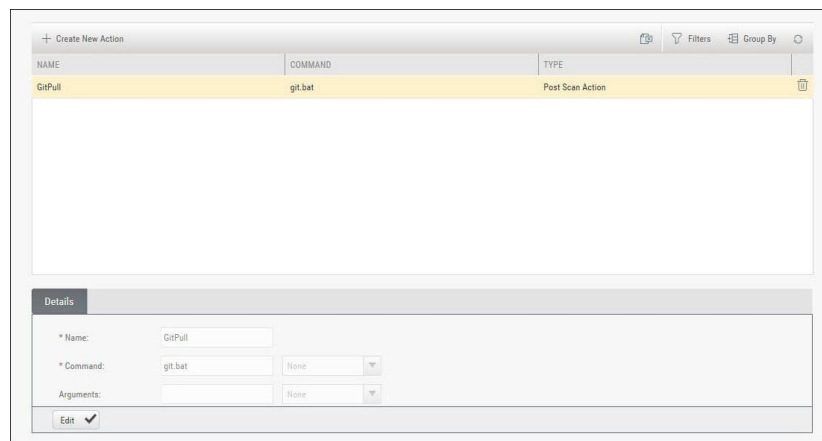 Create New Action Filters Group By
NAME COMMAND TYPE
GitPull git.bat Post Scan Action
Details
* Name: GitPull
* Command: git.bat None
Arguments: None
Edit